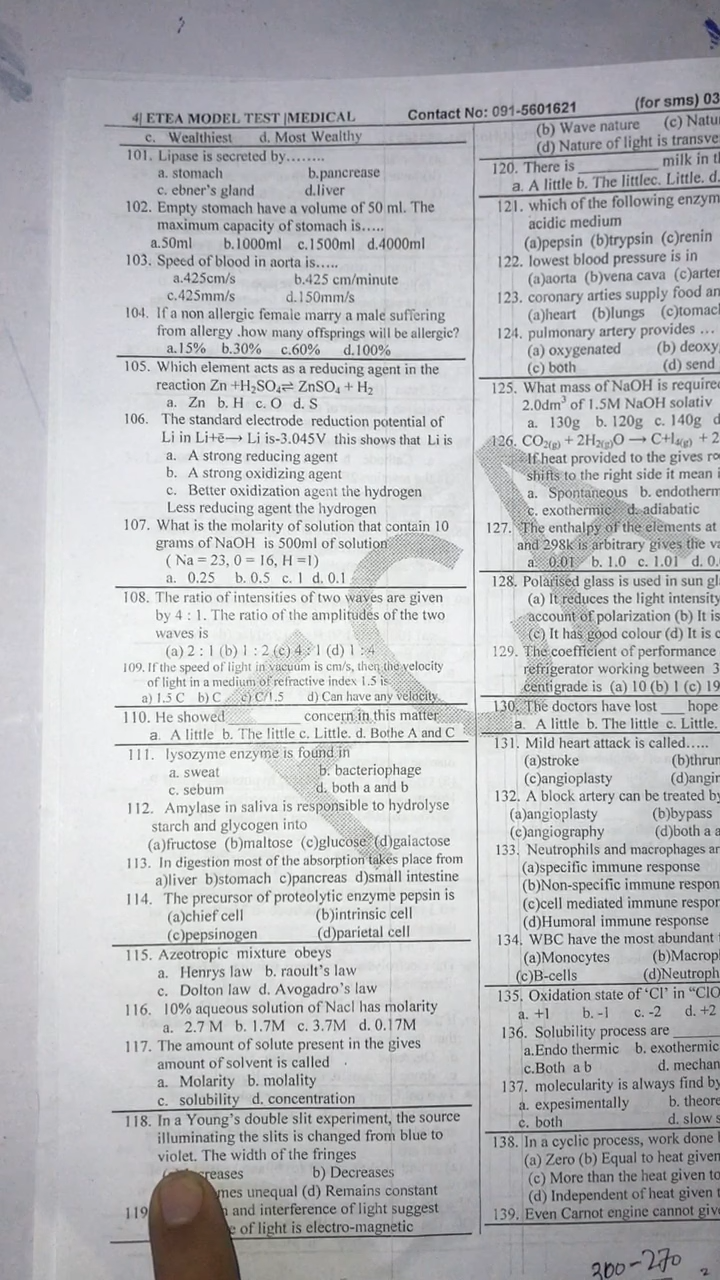 4| ETEA MODEL TEST |MEDICAL
Contact No: 091-5601621
(for sms) 03
c. Wealthiest d. Most Wealthy
101. Lipase is secreted by........
a. stomach b.pancrease
c. ebner's gland d.liver
102. Empty stomach have a volume of 50 ml. The
maximum capacity of stomach is.....
a.50ml b.1000ml c.1500ml d.4000ml
103. Speed of blood in aorta is.....
a.425cm/s b.425 cm/minute
c.425mm/s d.150mm/s
104. If a non allergic female marry a male suffering
from allergy .how many offsprings will be allergic?
a.15% b.30% c.60% d.100%
105. Which element acts as a reducing agent in the
reaction Zn +H₂SO₄⇌ ZnSO₄ + H₂
a. Zn b. H c. O d. S
106. The standard electrode reduction potential of
Li in Li+ē→ Li is-3.045V this shows that Li is
a. A strong reducing agent
b. A strong oxidizing agent
c. Better oxidization agent the hydrogen
Less reducing agent the hydrogen
107. What is the molarity of solution that contain 10
grams of NaOH is 500ml of solution
( Na = 23, 0 = 16, H =1)
a. 0.25 b. 0.5 c. 1 d. 0.1
108. The ratio of intensities of two waves are given
by 4 : 1. The ratio of the amplitudes of the two
waves is
(a) 2 : 1 (b) 1 : 2 (c) 4 : 1 (d) 1 : 4
109. If the speed of light in vacuum is cm/s, then the velocity
of light in a medium of refractive index 1.5 is
a) 1.5 C b) C c) C/1.5 d) Can have any velocity
110. He showed ________ concern in this matter
a. A little b. The little c. Little. d. Bothe A and C
111. lysozyme enzyme is found in
a. sweat b. bacteriophage
c. sebum d. both a and b
112. Amylase in saliva is responsible to hydrolyse
starch and glycogen into
(a)fructose (b)maltose (c)glucose (d)galactose
113. In digestion most of the absorption takes place from
a)liver b)stomach c)pancreas d)small intestine
114. The precursor of proteolytic enzyme pepsin is
(a)chief cell (b)intrinsic cell
(c)pepsinogen (d)parietal cell
115. Azeotropic mixture obeys
a. Henrys law b. raoult's law
c. Dolton law d. Avogadro's law
116. 10% aqueous solution of Nacl has molarity
a. 2.7 M b. 1.7M c. 3.7M d. 0.17M
117. The amount of solute present in the gives
amount of solvent is called
a. Molarity b. molality
c. solubility d. concentration
118. In a Young's double slit experiment, the source
illuminating the slits is changed from blue to
violet. The width of the fringes
creases b) Decreases
mes unequal (d) Remains constant
119 and interference of light suggest
of light is electro-magnetic
(b) Wave nature (c) Natu
(d) Nature of light is transve
120. There is ________ milk in t
a. A little b. The littlec. Little. d.
121. which of the following enzym
acidic medium
(a)pepsin (b)trypsin (c)renin
122. lowest blood pressure is in
(a)aorta (b)vena cava (c)arter
123. coronary arties supply food an
(a)heart (b)lungs (c)tomac
124. pulmonary artery provides ...
(a) oxygenated (b) deoxy
(c) both (d) send
125. What mass of NaOH is require
2.0dm³ of 1.5M NaOH solativ
a. 130g b. 120g c. 140g d
126. CO₂₍g₎ + 2H₂₍g₎O → C+l₄₍g₎ + 2
If heat provided to the gives
shifts to the right side it mean i
a. Spontaneous b. endotherm
c. exothermic d. adiabatic
127. The enthalpy of the elements at
and 298k is arbitrary gives the va
a. 0.01 b. 1.0 c. 1.01 d. 0.
128. Polarised glass is used in sun gl
(a) It reduces the light intensity
account of polarization (b) It is
(c) It has good colour (d) It is c
129. The coefficient of performance
refrigerator working between 3
centigrade is (a) 10 (b) 1 (c) 19
130. The doctors have lost ___ hope
a. A little b. The little c. Little.
131. Mild heart attack is called.....
(a)stroke (b)thrun
(c)angioplasty (d)angin
132. A block artery can be treated by
(a)angioplasty (b)bypass
(c)angiography (d)both a a
133. Neutrophils and macrophages ar
(a)specific immune response
(b)Non-specific immune respon
(c)cell mediated immune respor
(d)Humoral immune response
134. WBC have the most abundant
(a)Monocytes (b)Macrop
(c)B-cells (d)Neutroph
135. Oxidation state of 'Cl' in "ClO
a. +1 b. -1 c. -2 d. +2
136. Solubility process are ____
a.Endo thermic b. exothermic
c.Both a b d. mechan
137. molecularity is always find by
a. expesimentally b. theore
c. both d. slow s
138. In a cyclic process, work done
(a) Zero (b) Equal to heat given
(c) More than the heat given to
(d) Independent of heat given t
139. Even Carnot engine cannot giv
200-270